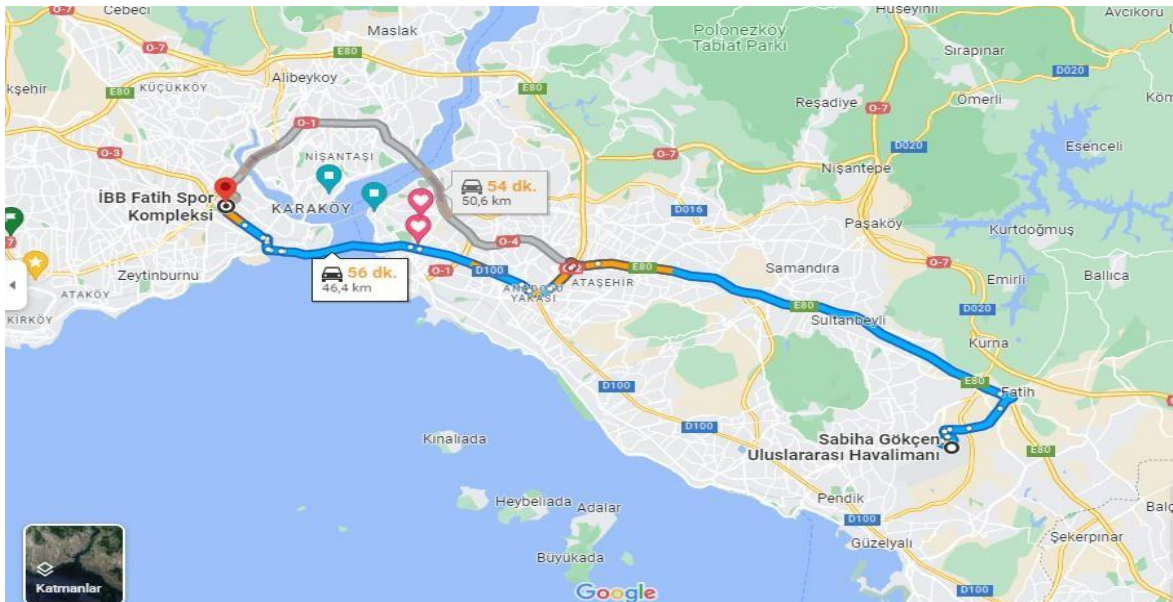 Cebeci
Maslak
Polonezköy
Tabiat Parkı
Hüseyinli
Avcıkoru
O-7
E80
O-7
Sırapınar
D020
kşehir
E80
KÜÇÜKKÖY
Alibeyköy
Reşadiye
O-7
Ömerli
Köm
O-1
D020
Esenceli
O-3
NİŞANTAŞI
O-7
Nişantepe
İBB Fatih Spor
Kompleksi
KARAKÖY
54 dk.
50,6 km
D016
Paşaköy
Kurtdoğmuş
O-4
Zeytinburnu
56 dk.
46,4 km
O-1
D100
E80
ATAŞEHİR
YAKASI
Samandıra
O-7
Emirli
Ballıca
ATAKÖY
KIRKÖY
E80
Sultanbeyli
D020
Kurna
D100
E80
Fatih
D100
Kınalıada
Sabiha Gökçen
Uluslararası Havalimanı
E80
Heybeliada
Adalar
Pendik
D100
Güzelyalı
Balç
Şekerpınar
Büyükada
Katmanlar
Google